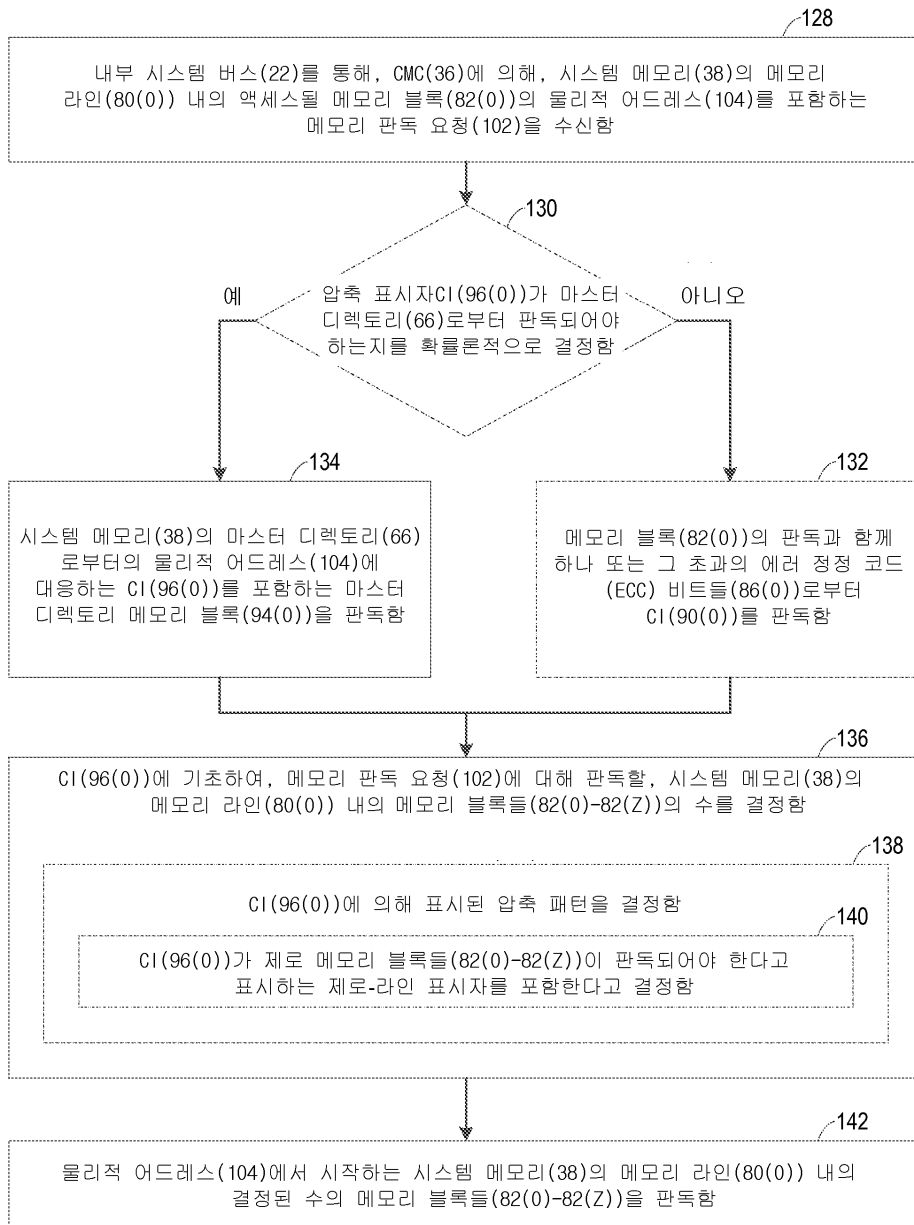 128
내부 시스템 버스(22)를 통해, CMC(36)에 의해, 시스템 메모리(38)의 메모리
라인(80(0)) 내의 액세스될 메모리 블록(82(0))의 물리적 어드레스(104)를 포함하는
메모리 판독 요청(102)을 수신함
130
압축 표시자CI(96(0))가 마스터
디렉토리(66)로부터 판독되어야
하는지를 확률론적으로 결정함
예
아니오
134
시스템 메모리(38)의 마스터 디렉토리(66)
로부터의 물리적 어드레스(104)에
대응하는 CI(96(0))를 포함하는 마스터
디렉토리 메모리 블록(94(0))을 판독함
132
메모리 블록(82(0))의 판독과 함께
하나 또는 그 초과의 에러 정정 코드
(ECC) 비트들(86(0))로부터
CI(90(0))를 판독함
136
CI(96(0))에 기초하여, 메모리 판독 요청(102)에 대해 판독할, 시스템 메모리(38)의
메모리 라인(80(0)) 내의 메모리 블록들(82(0)-82(Z))의 수를 결정함
138
CI(96(0))에 의해 표시된 압축 패턴을 결정함
140
CI(96(0))가 제로 메모리 블록들(82(0)-82(Z))이 판독되어야 한다고
표시하는 제로-라인 표시자를 포함한다고 결정함
142
물리적 어드레스(104)에서 시작하는 시스템 메모리(38)의 메모리 라인(80(0)) 내의
결정된 수의 메모리 블록들(82(0)-82(Z))을 판독함